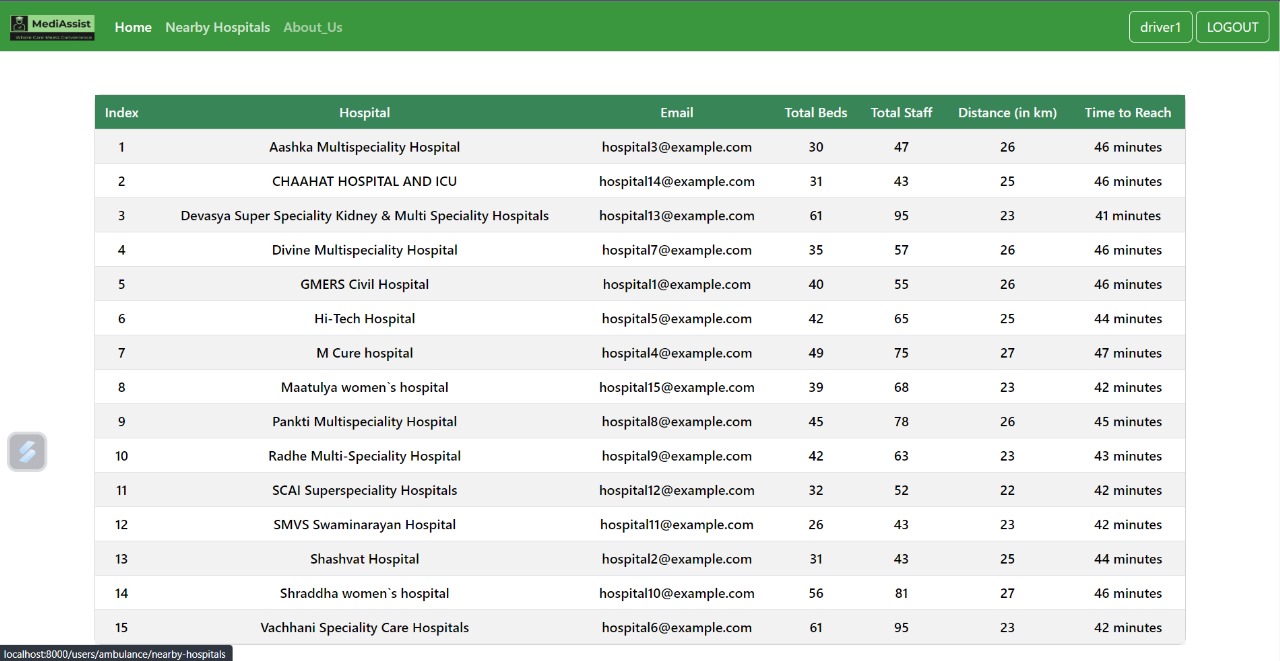 MediAssist
Where Care Meets Convenience
Home Nearby Hospitals About_Us driver1 LOGOUT
Index Hospital Email Total Beds Total Staff Distance (in km) Time to Reach
1 Aashka Multispeciality Hospital hospital3@example.com 30 47 26 46 minutes
2 CHAAHAT HOSPITAL AND ICU hospital14@example.com 31 43 25 46 minutes
3 Devasya Super Speciality Kidney & Multi Speciality Hospitals hospital13@example.com 61 95 23 41 minutes
4 Divine Multispeciality Hospital hospital7@example.com 35 57 26 46 minutes
5 GMERS Civil Hospital hospital1@example.com 40 55 26 46 minutes
6 Hi-Tech Hospital hospital5@example.com 42 65 25 44 minutes
7 M Cure hospital hospital4@example.com 49 75 27 47 minutes
8 Maatulya women`s hospital hospital15@example.com 39 68 23 42 minutes
9 Pankti Multispeciality Hospital hospital8@example.com 45 78 26 45 minutes
10 Radhe Multi-Speciality Hospital hospital9@example.com 42 63 23 43 minutes
11 SCAI Superspeciality Hospitals hospital12@example.com 32 52 22 42 minutes
12 SMVS Swaminarayan Hospital hospital11@example.com 26 43 23 42 minutes
13 Shashvat Hospital hospital2@example.com 31 43 25 44 minutes
14 Shraddha women`s hospital hospital10@example.com 56 81 27 46 minutes
15 Vachhani Speciality Care Hospitals hospital6@example.com 61 95 23 42 minutes
localhost:8000/users/ambulance/nearby-hospitals